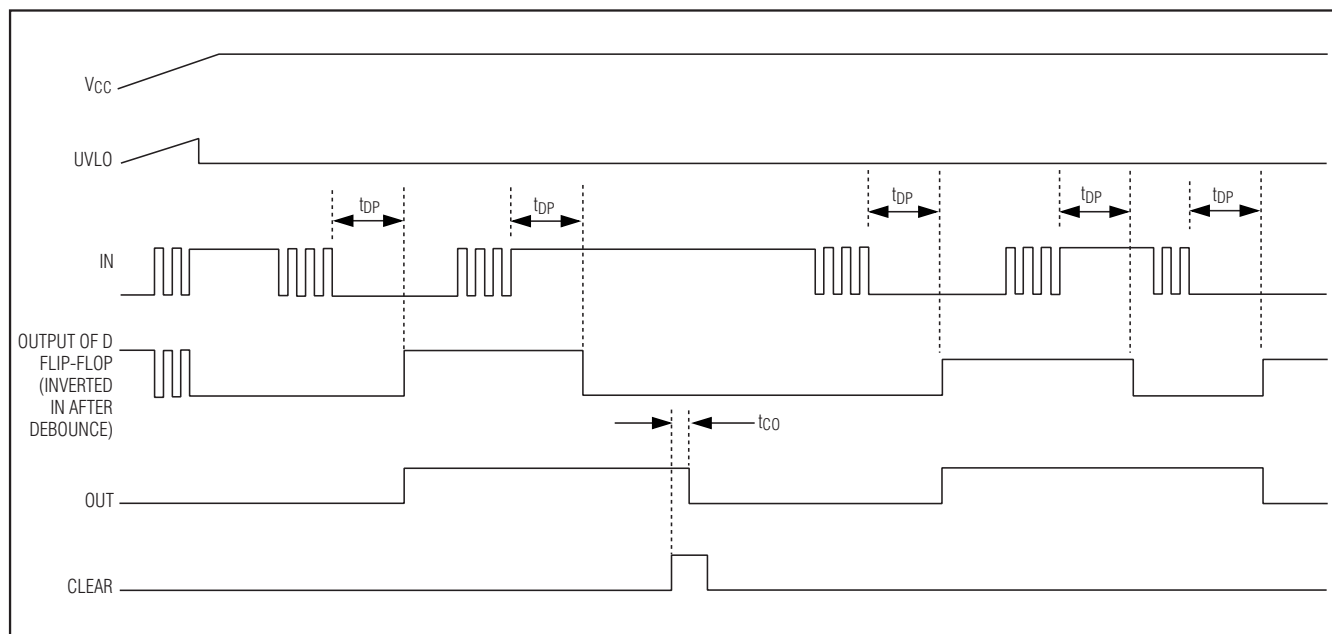 VCC
UVLO
tDP
tDP
tDP
tDP
tDP
IN
OUTPUT OF D
FLIP-FLOP
(INVERTED
IN AFTER
DEBOUNCE)
tCO
OUT
CLEAR